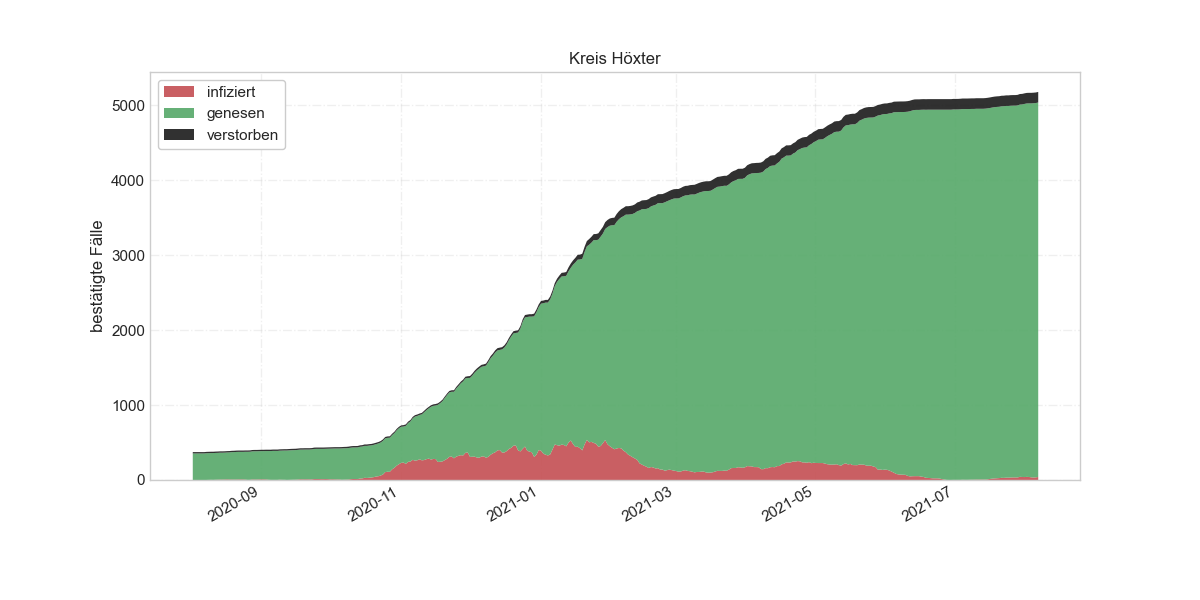 Kreis Höxter
infiziert
genesen
verstorben
bestätigte Fälle
5000
4000
3000
2000
1000
0
2020-09
2020-11
2021-01
2021-03
2021-05
2021-07